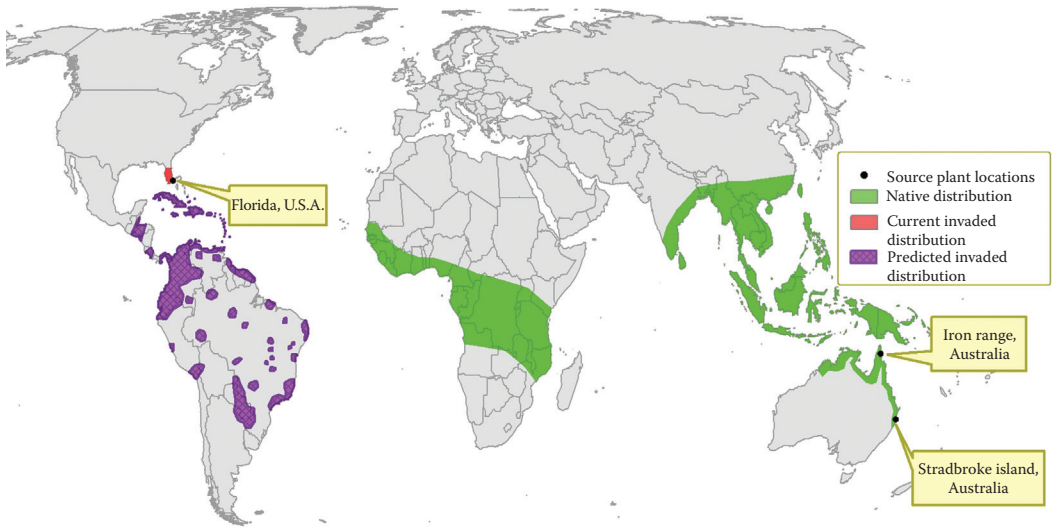 Florida, U.S.A.
Source plant locations
Native distribution
Current invaded
distribution
Predicted invaded
distribution
Iron range,
Australia
Stradbroke island,
Australia